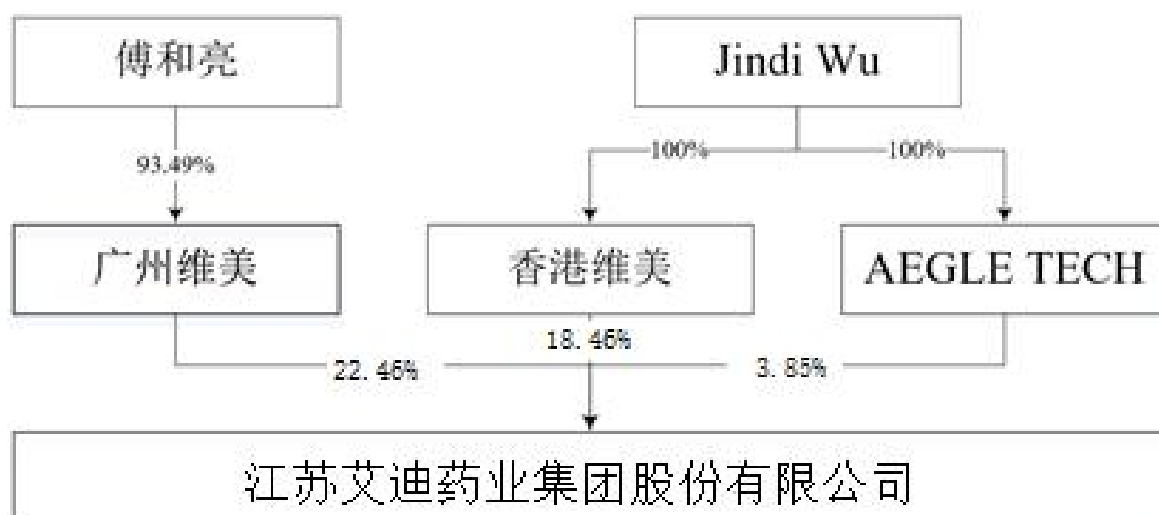 傅和亮
Jindi Wu
93.49%
100%
100%
广州维美
香港维美
AEGLE TECH
22.46%
18.46%
3.85%
江苏艾迪药业集团股份有限公司